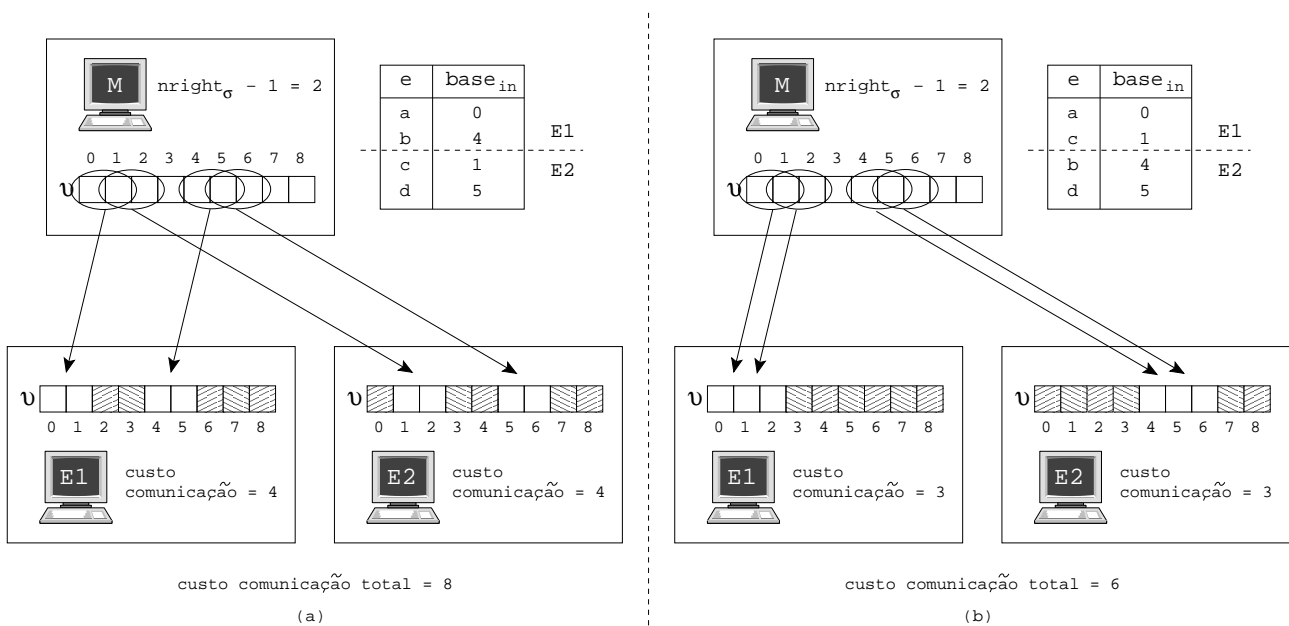 M nright_σ - 1 = 2
e base_in
a 0
b 4
E1
c 1
E2
d 5
0 1 2 3 4 5 6 7 8
υ
υ
0 1 2 3 4 5 6 7 8
E1 custo
comunicação = 4
υ
0 1 2 3 4 5 6 7 8
E2 custo
comunicação = 4
custo comunicação total = 8
(a)
M nright_σ - 1 = 2
e base_in
a 0
c 1
E1
b 4
E2
d 5
0 1 2 3 4 5 6 7 8
υ
υ
0 1 2 3 4 5 6 7 8
E1 custo
comunicação = 3
υ
0 1 2 3 4 5 6 7 8
E2 custo
comunicação = 3
custo comunicação total = 6
(b)